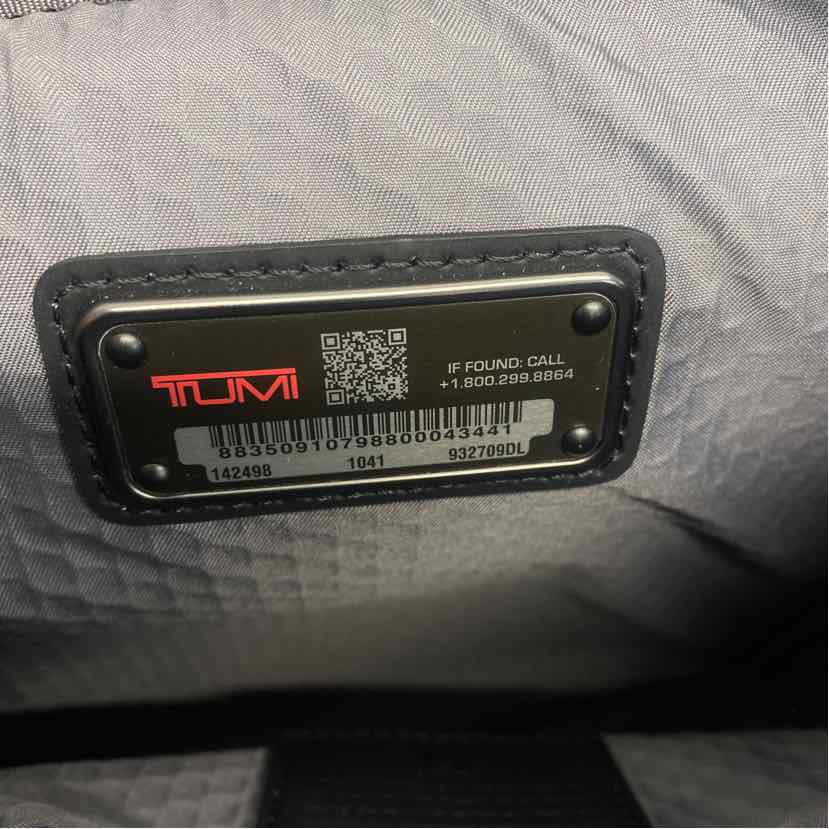 TUMI
IF FOUND: CALL
+1.800.299.8864
88350910798800043441
142498 1041 932709DL